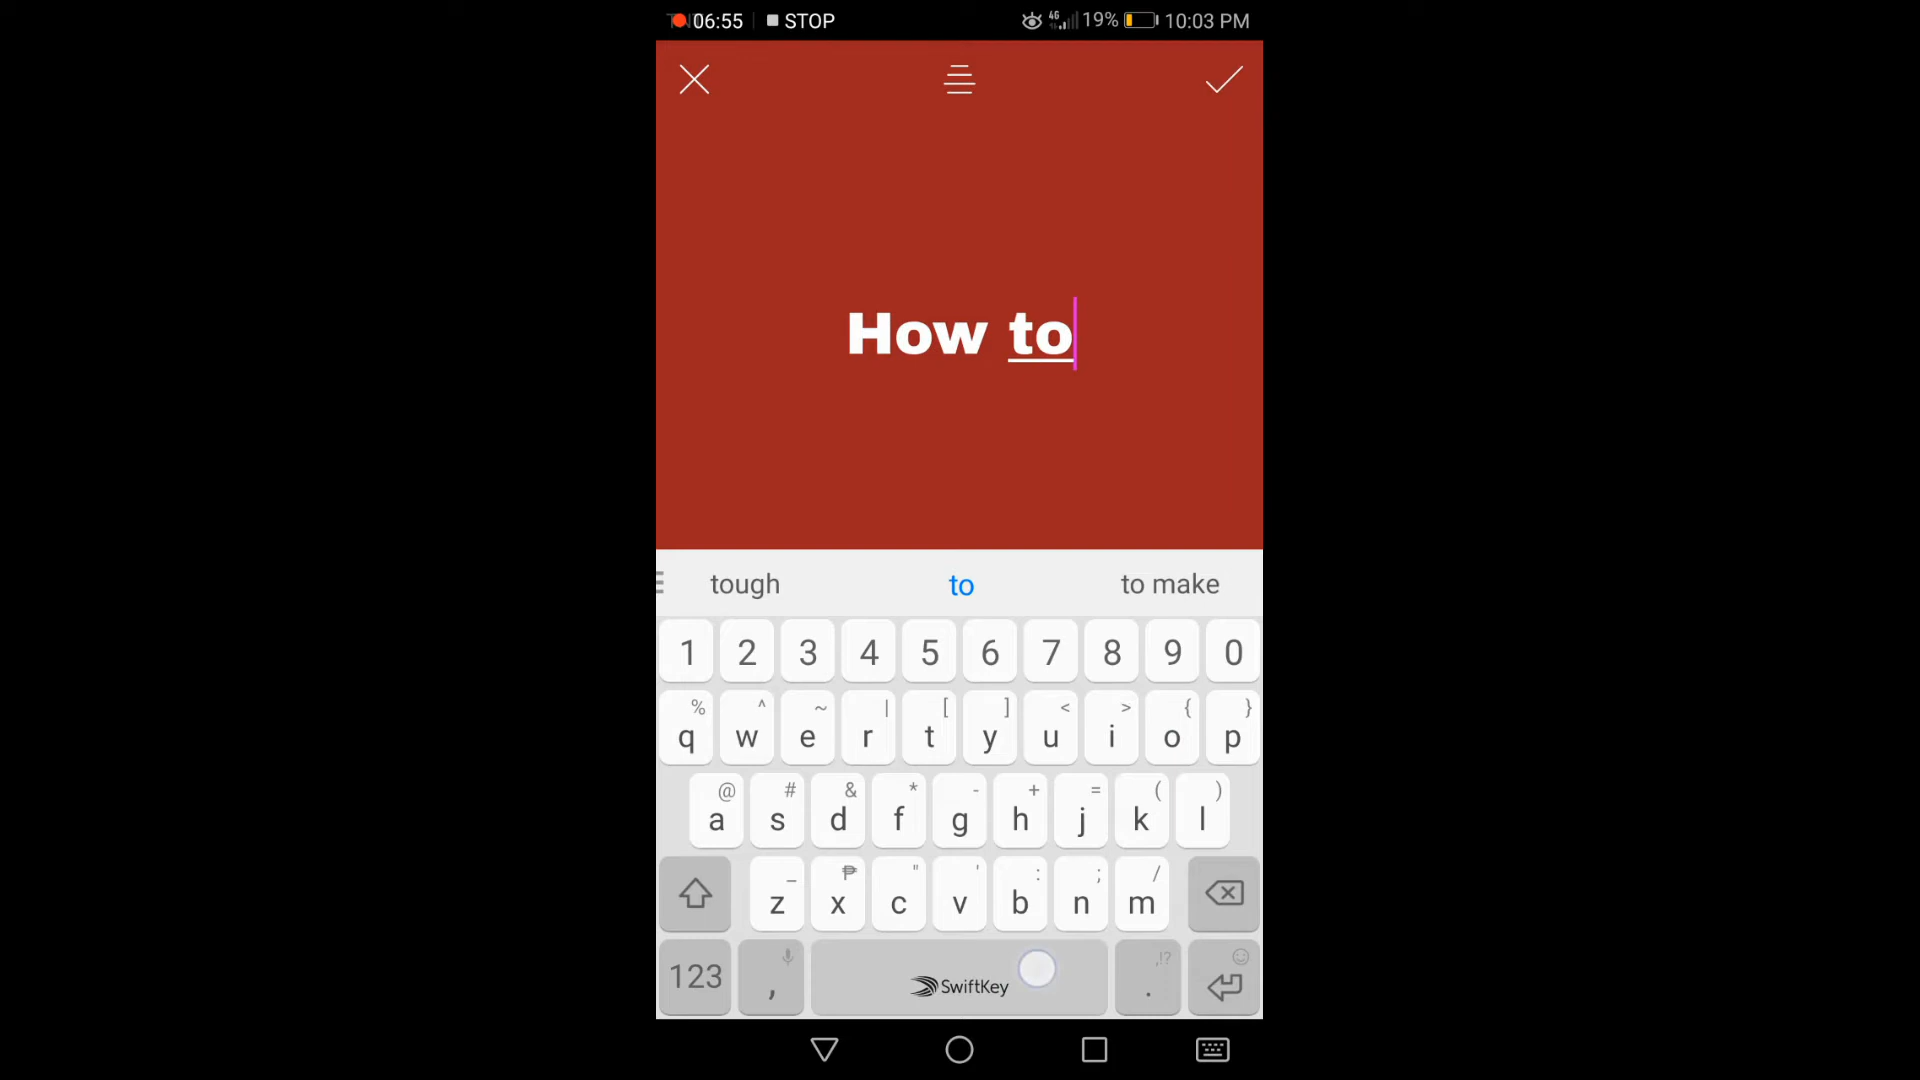 06:55 STOP 4G 19% 10:03 PM
How to
tough to to make
1 2 3 4 5 6 7 8 9 0
% ^ ~ | [ ] < > { }
q w e r t y u i o p
@ # & * - + = ( )
a s d f g h j k l
_ ₱ " ' : ; /
z x c v b n m
,!?
123 , SwiftKey .